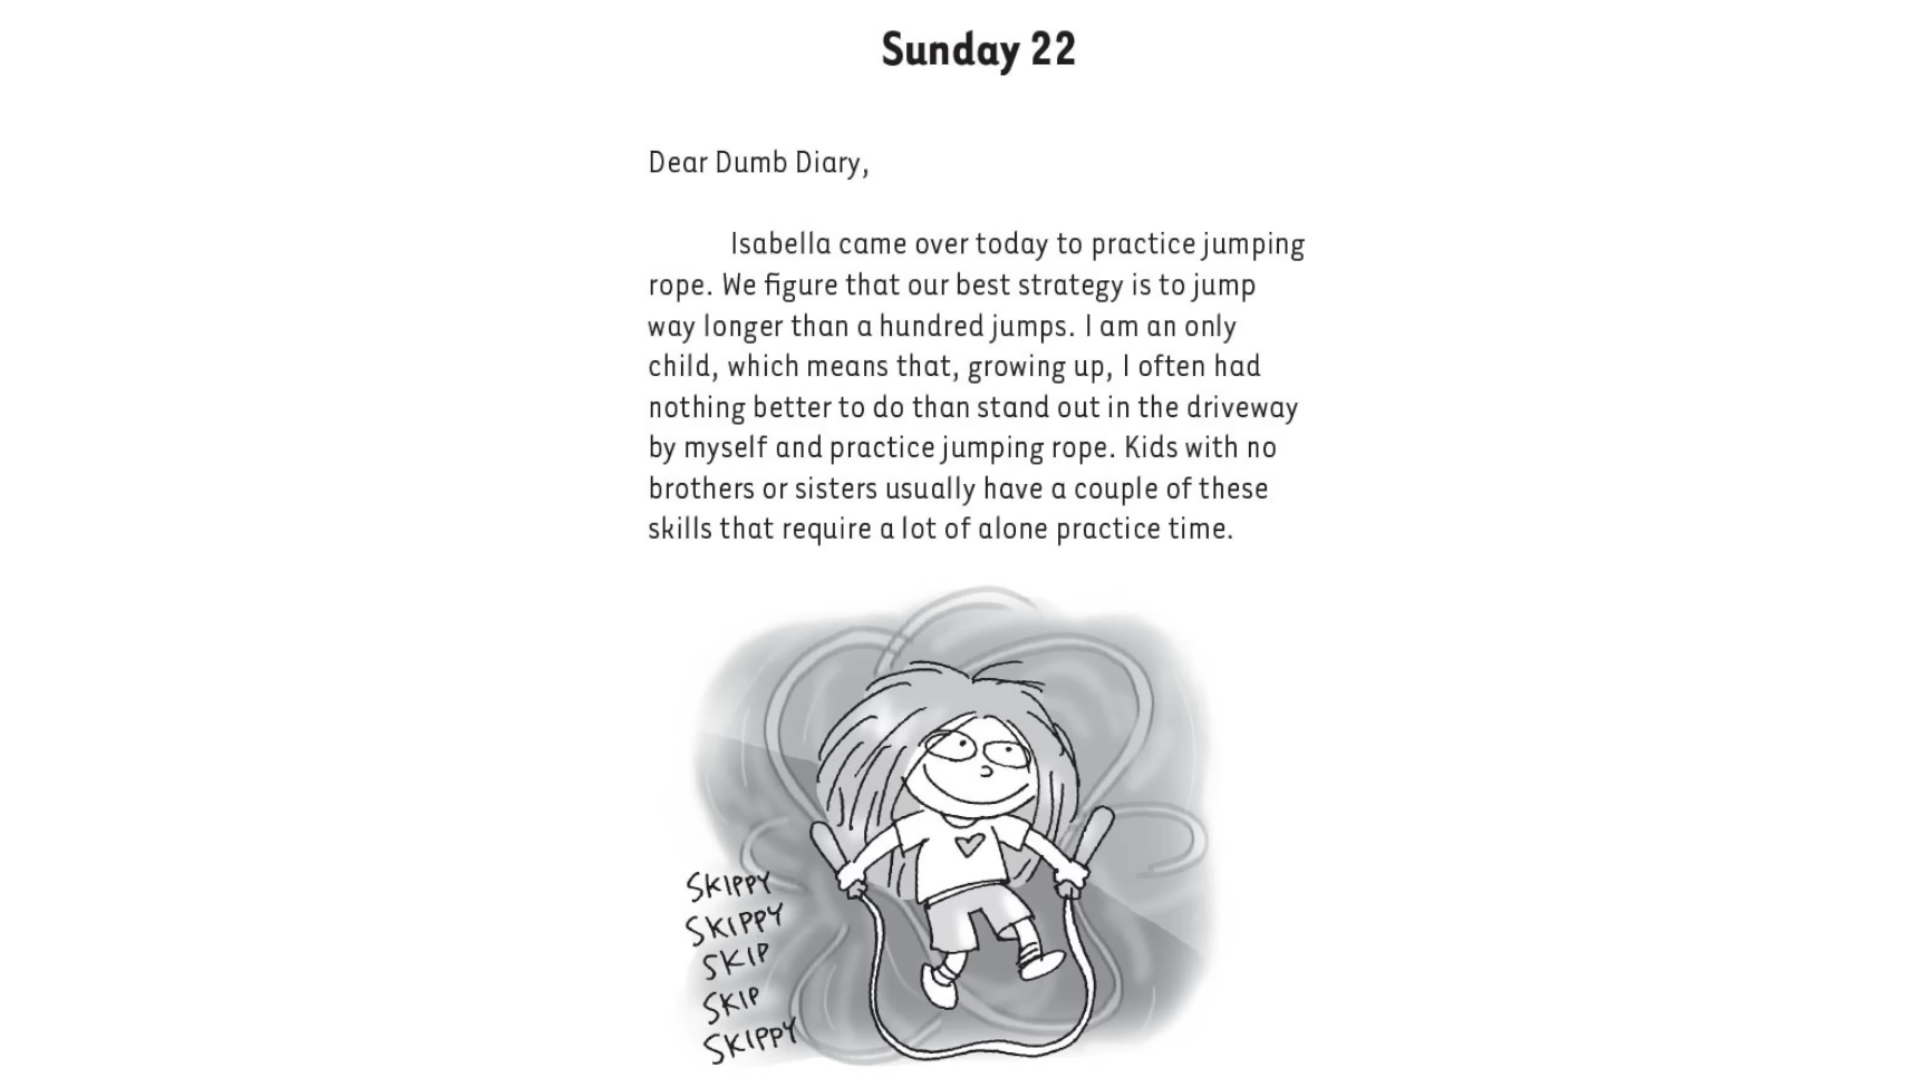 Sunday 22
Dear Dumb Diary,
Isabella came over today to practice jumping
rope. We figure that our best strategy is to jump
way longer than a hundred jumps. I am an only
child, which means that, growing up, I often had
nothing better to do than stand out in the driveway
by myself and practice jumping rope. Kids with no
brothers or sisters usually have a couple of these
skills that require a lot of alone practice time.
SKIPPY
SKIPPY
SKIP
SKIP
SKIPPY